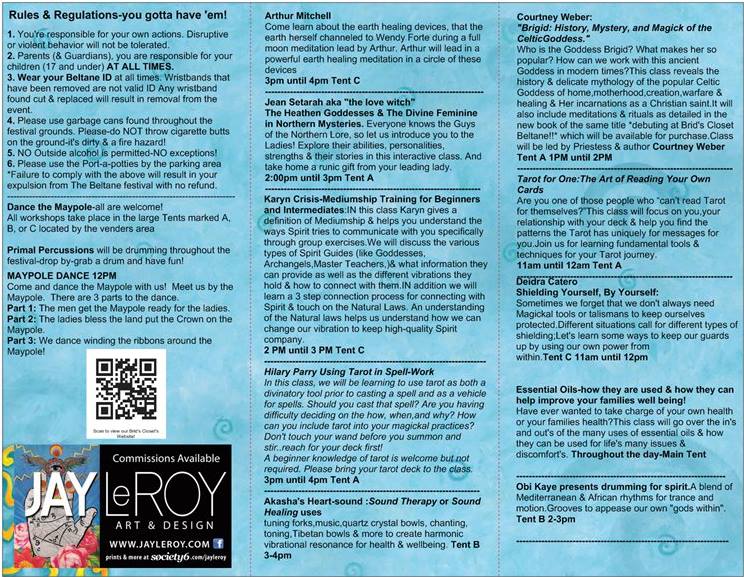 Rules & Regulations-you gotta have 'em!
1. You're responsible for your own actions. Disruptive
or violent behavior will not be tolerated.
2. Parents (& Guardians), you are responsible for your
children (17 and under) AT ALL TIMES.
3. Wear your Beltane ID at all times. Wristbands that
have been removed are not valid ID Any wristband
found cut & replaced will result in removal from the
event.
4. Please use garbage cans found throughout the
festival grounds. Please-do NOT throw cigarette butts
on the ground-it's dirty & a fire hazard!
5. NO Outside alcohol is permitted-NO exceptions!
6. Please use the Port-a-potties by the parking area
*Failure to comply with the above will result in your
expulsion from The Beltane festival with no refund.
Dance the Maypole-all are welcome!
All workshops take place in the large Tents marked A,
B, or C located by the venders area
Primal Percussions will be drumming throughout the
festival-drop by-grab a drum and have fun!
MAYPOLE DANCE 12PM
Come and dance the Maypole with us! Meet us by the
Maypole. There are 3 parts to the dance.
Part 1: The men get the Maypole ready for the ladies.
Part 2: The ladies bless the land put the Crown on the
Maypole.
Part 3: We dance winding the ribbons around the
Maypole!
Scan to view our Brid's Closet's
Website!
Commissions Available
JAY LeROY
ART & DESIGN
WWW.JAYLEROY.COM f
prints & more at society6.com/jayleroy
Arthur Mitchell
Come learn about the earth healing devices, that the
earth herself channeled to Wendy Forte during a full
moon meditation lead by Arthur. Arthur will lead in a
powerful earth healing meditation in a circle of these
devices
3pm until 4pm Tent C
Jean Setarah aka "the love witch"
The Heathen Goddesses & The Divine Feminine
in Northern Mysteries. Everyone knows the Guys
of the Northern Lore, so let us introduce you to the
Ladies! Explore their abilities, personalities,
strengths & their stories in this interactive class. And
take home a runic gift from your leading lady.
2:00pm until 3pm Tent A
Karyn Crisis-Mediumship Training for Beginners
and Intermediates:IN this class Karyn gives a
definition of Mediumship & helps you understand the
ways Spirit tries to communicate with you specifically
through group exercises.We will discuss the various
types of Spirit Guides (like Goddesses,
Archangels,Master Teachers,)& what information they
can provide as well as the different vibrations they
hold & how to connect with them.IN addition we will
learn a 3 step connection process for connecting with
Spirit & touch on the Natural Laws. An understanding
of the Natural laws helps us understand how we can
change our vibration to keep high-quality Spirit
company.
2 PM until 3 PM Tent C
Hilary Parry Using Tarot in Spell-Work
In this class, we will be learning to use tarot as both a
divinatory tool prior to casting a spell and as a vehicle
for spells. Should you cast that spell? Are you having
difficulty deciding on the how, when,and why? How
can you include tarot into your magickal practices?
Don't touch your wand before you summon and
stir..reach for your deck first!
A beginner knowledge of tarot is welcome but not
required. Please bring your tarot deck to the class.
3pm until 4pm Tent A
Akasha's Heart-sound :Sound Therapy or Sound
Healing uses
tuning forks,music,quartz crystal bowls, chanting,
toning,Tibetan bowls & more to create harmonic
vibrational resonance for health & wellbeing. Tent B
3-4pm
Courtney Weber:
"Brigid: History, Mystery, and Magick of the
CelticGoddess."
Who is the Goddess Brigid? What makes her so
popular? How can we work with this ancient
Goddess in modern times?This class reveals the
history & delicate mythology of the popular Celtic
Goddess of home,motherhood,creation,warfare &
healing & Her incarnations as a Christian saint.It will
also include meditations & rituals as detailed in the
new book of the same title *debuting at Brid's Closet
Beltane!!* which will be available for purchase.Class
will be led by Priestess & author Courtney Weber
Tent A 1PM until 2PM
Tarot for One:The Art of Reading Your Own
Cards
Are you one of those people who "can't read Tarot
for themselves?"This class will focus on you,your
relationship with your deck & help you find the
patterns the Tarot has uniquely for messages for
you.Join us for learning fundamental tools &
techniques for your Tarot journey.
11am until 12am Tent A
Deidra Catero
Shielding Yourself, By Yourself:
Sometimes we forget that we don't always need
Magickal tools or talismans to keep ourselves
protected.Different situations call for different types of
shielding;Let's learn some ways to keep our guards
up by using our own power from
within.Tent C 11am until 12pm
Essential Oils-how they are used & how they can
help improve your families well being!
Have ever wanted to take charge of your own health
or your families health?This class will go over the in's
and out's of the many uses of essential oils & how
they can be used for life's many issues &
discomfort's. Throughout the day-Main Tent
Obi Kaye presents drumming for spirit.A blend of
Mediterranean & African rhythms for trance and
motion.Grooves to appease our own "gods within".
Tent B 2-3pm